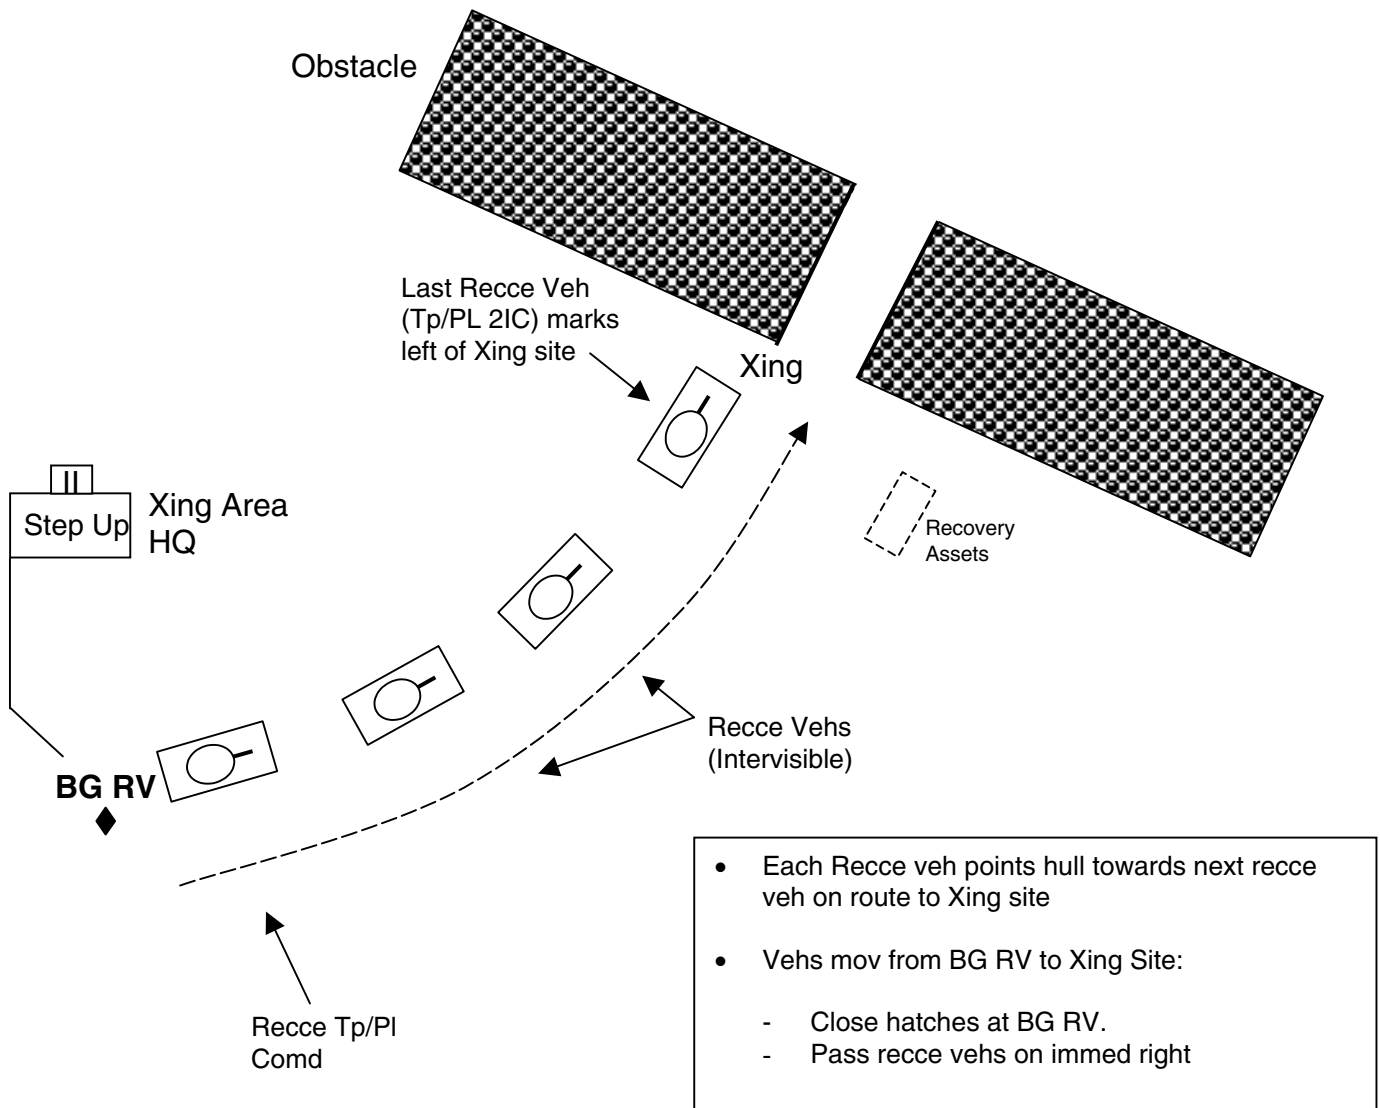 Obstacle
Last Recce Veh
(Tp/PL 2IC) marks
left of Xing site
Xing
II
Step Up
Xing Area
HQ
Recovery
Assets
BG RV
Recce Vehs
(Intervisible)
Recce Tp/Pl
Comd
• Each Recce veh points hull towards next recce
veh on route to Xing site
• Vehs mov from BG RV to Xing Site:
- Close hatches at BG RV.
- Pass recce vehs on immed right